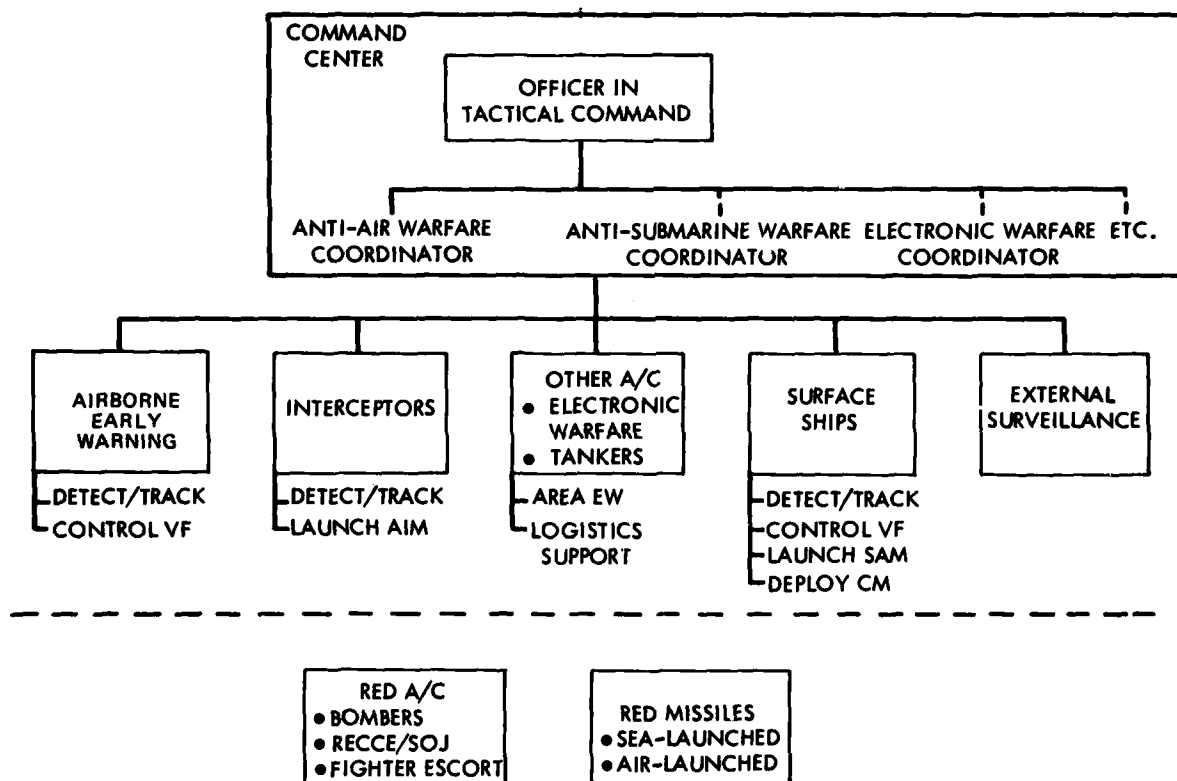 COMMAND
CENTER
OFFICER IN
TACTICAL COMMAND
ANTI-AIR WARFARE
COORDINATOR
ANTI-SUBMARINE WARFARE
COORDINATOR
ELECTRONIC WARFARE
COORDINATOR
ETC.
AIRBORNE
EARLY
WARNING
DETECT/TRACK
CONTROL VF
INTERCEPTORS
DETECT/TRACK
LAUNCH AIM
OTHER A/C
● ELECTRONIC
WARFARE
● TANKERS
AREA EW
LOGISTICS
SUPPORT
SURFACE
SHIPS
DETECT/TRACK
CONTROL VF
LAUNCH SAM
DEPLOY CM
EXTERNAL
SURVEILLANCE
RED A/C
● BOMBERS
● RECCE/SOJ
● FIGHTER ESCORT
RED MISSILES
● SEA-LAUNCHED
● AIR-LAUNCHED